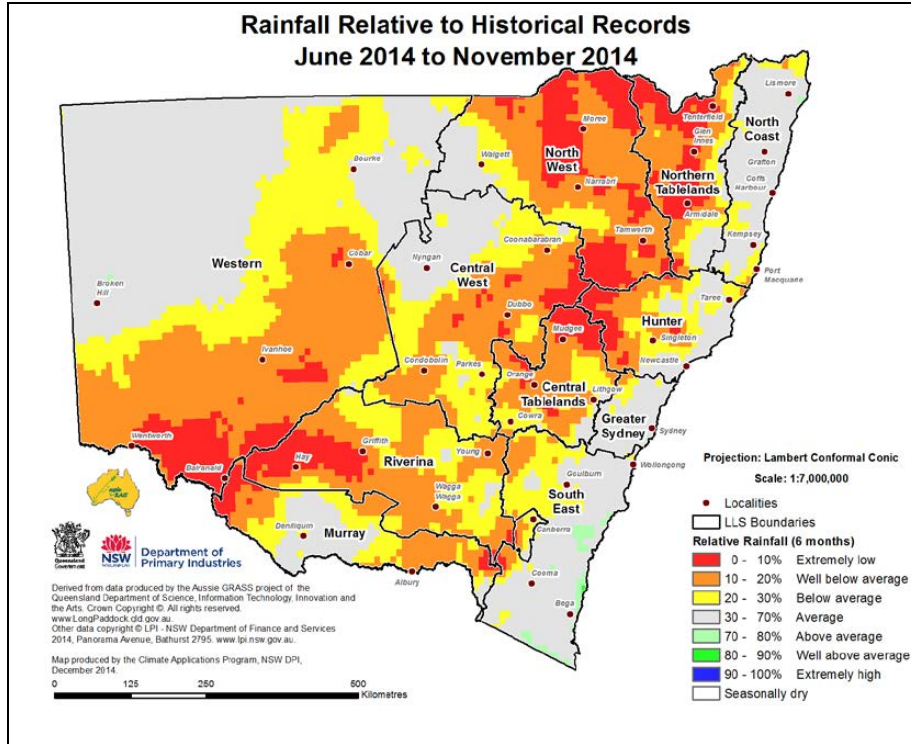 Rainfall Relative to Historical Records
June 2014 to November 2014
Lismore
Tenterfield
North
Coast
Moree
Glen
Innes
North
West
Walgett
Bourke
Grafton
Northern
Tablelands
Coffs
Harbour
Narrabri
Armidale
Tamworth
Kempsey
Coonabarabran
Western
Cobar
Nyngan
Central
West
Port
Macquarie
Broken
Hill
Taree
Dubbo
Hunter
Mudgee
Singleton
Ivanhoe
Newcastle
Condobolin
Parkes
Orange
Central
Tablelands
Lithgow
Cowra
Greater
Sydney
Sydney
Wentworth
Griffith
Hay
Riverina
Young
Wollongong
Balranald
Goulburn
South
East
Wagga
Wagga
Deniliquin
Murray
Canberra
Albury
Cooma
Bega
Projection: Lambert Conformal Conic
Scale: 1:7,000,000
Localities
LLS Boundaries
Relative Rainfall (6 months)
0 - 10% Extremely low
10 - 20% Well below average
20 - 30% Below average
30 - 70% Average
70 - 80% Above average
80 - 90% Well above average
90 - 100% Extremely high
Seasonally dry
Queensland
Government
NSW
Department of
Primary Industries
Derived from data produced by the Aussie GRASS project of the
Queensland Department of Science, Information Technology, Innovation and
the Arts. Crown Copyright ©. All rights reserved.
www.LongPaddock.qld.gov.au.
Other data copyright © LPI - NSW Department of Finance and Services
2014, Panorama Avenue, Bathurst 2795. www.lpi.nsw.gov.au.
Map produced by the Climate Applications Program, NSW DPI,
December 2014.
0 125 250 500
Kilometres